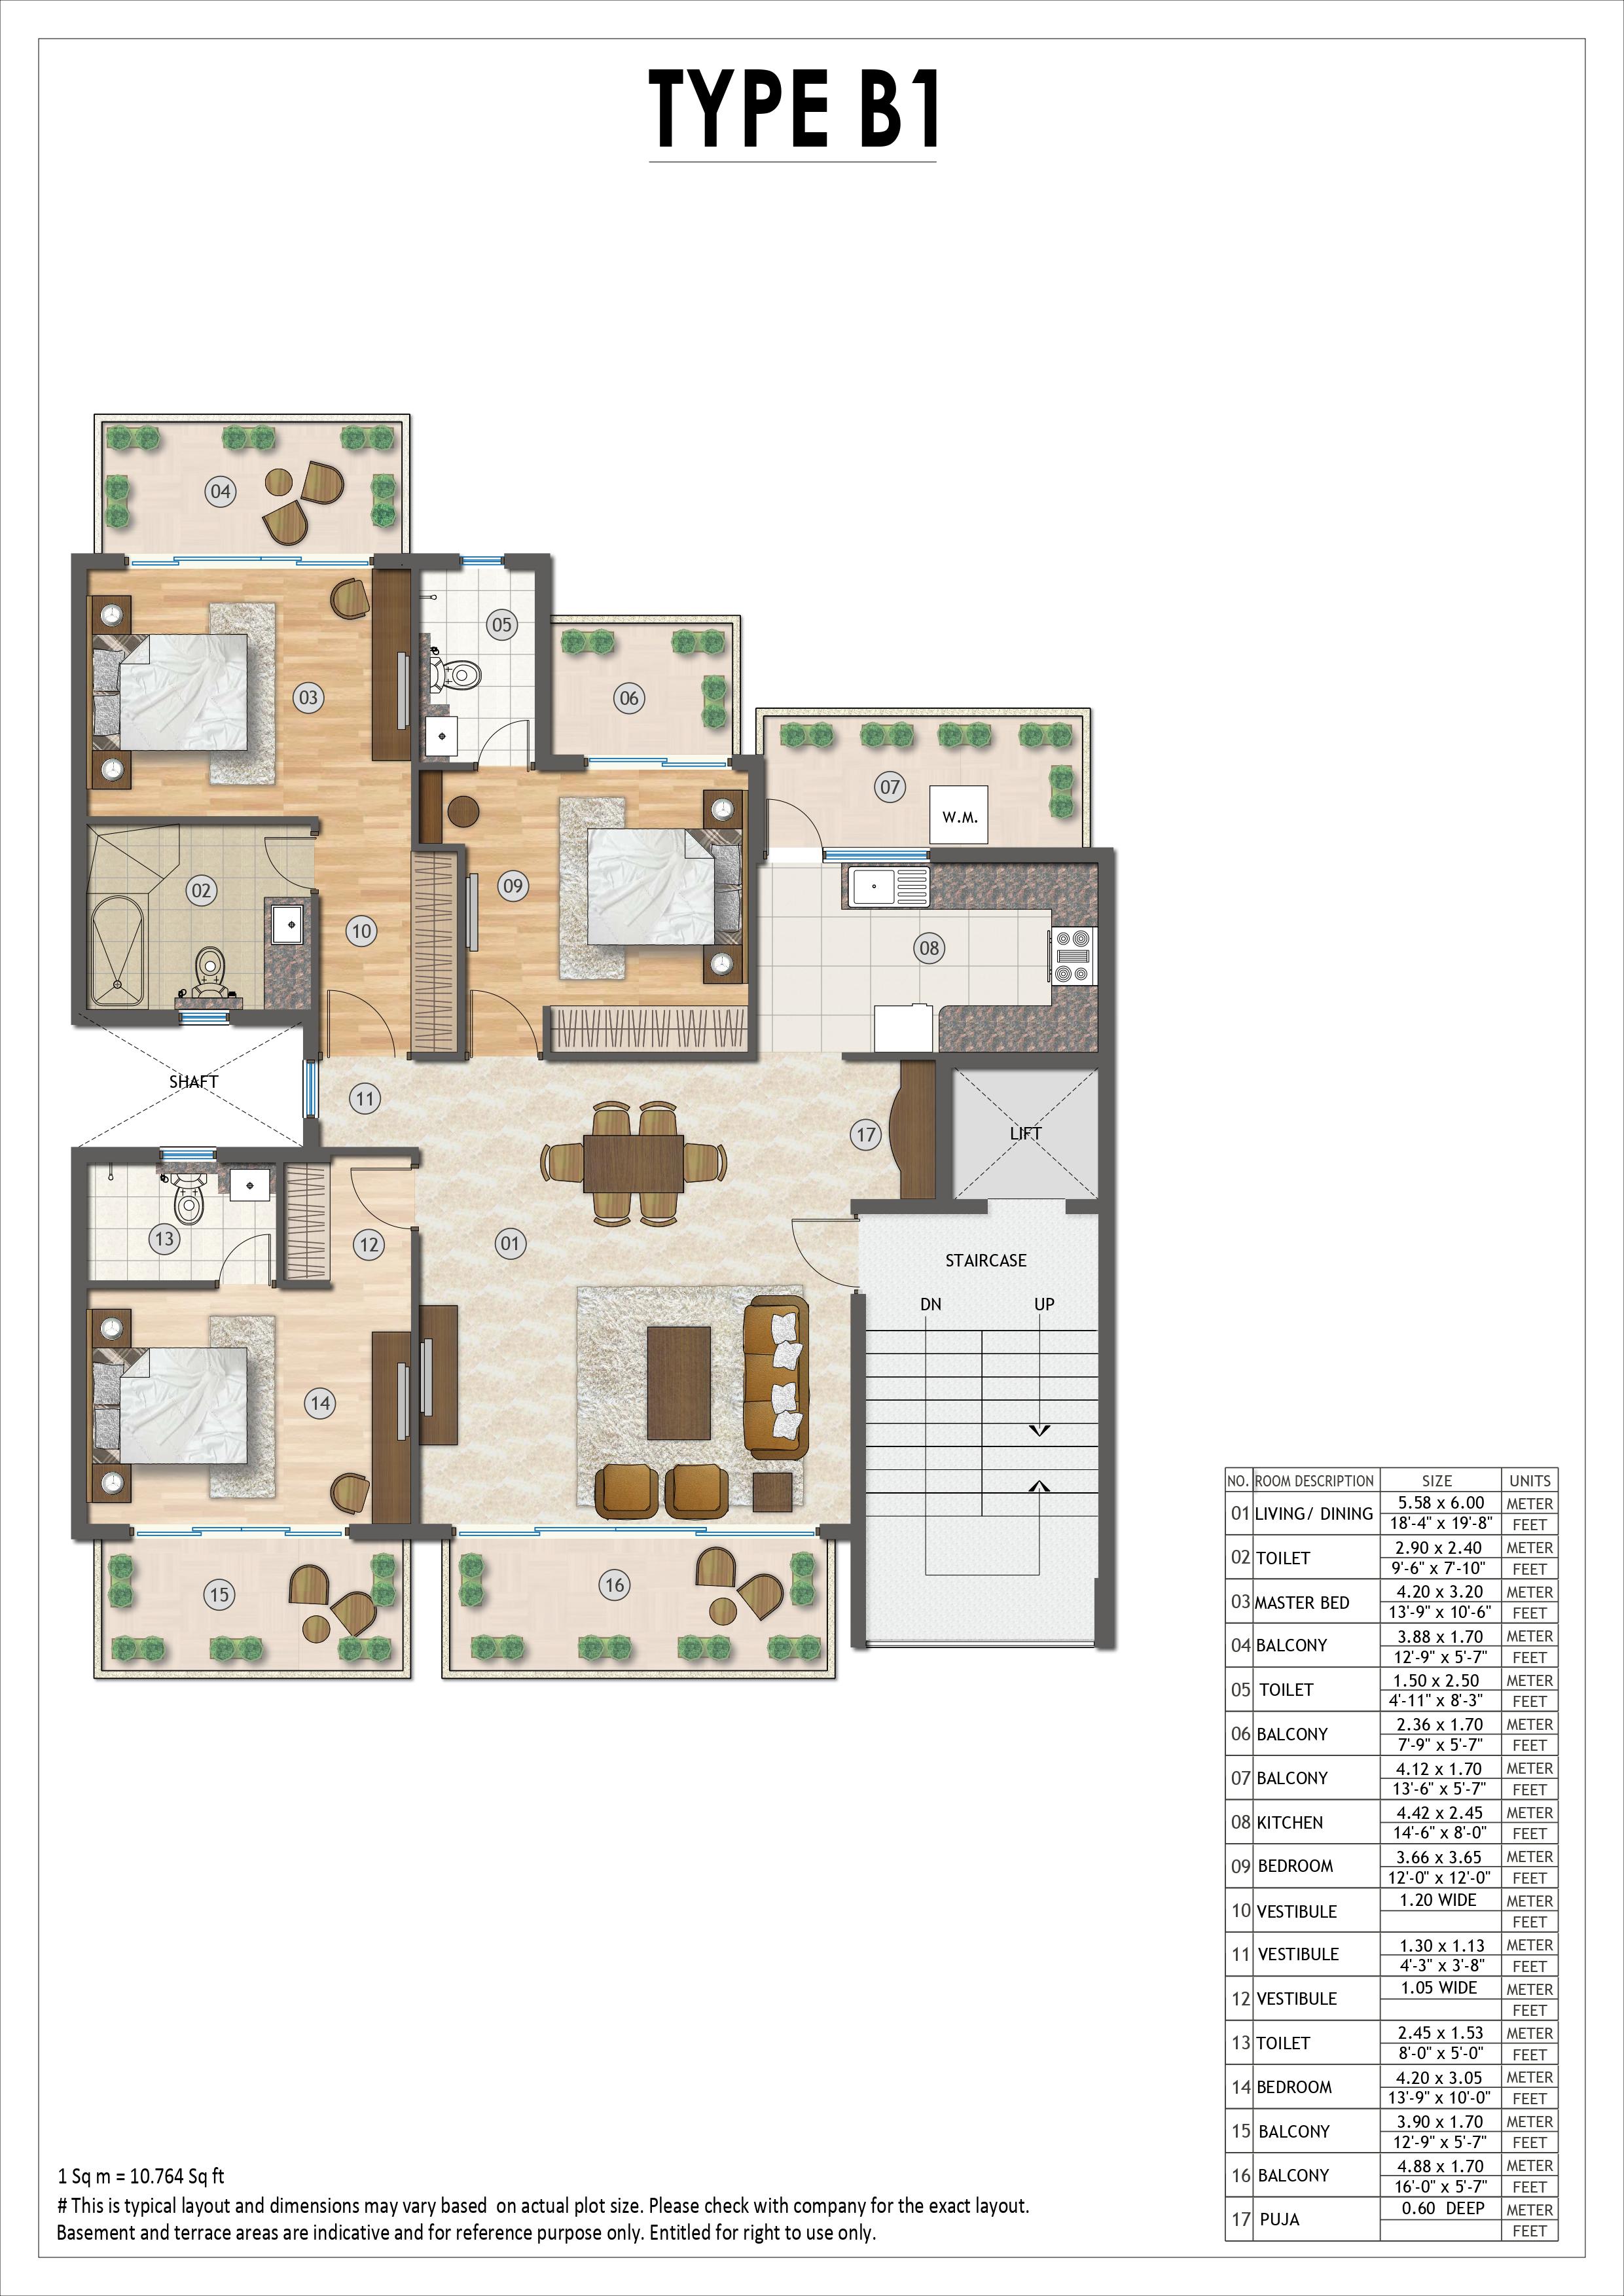 TYPE B1
04
05
03
06
07
W.M.
02
09
10
08
SHAFT
11
LIFT
17
13
12
01
STAIRCASE
DN UP
14
15
16
NO. ROOM DESCRIPTION SIZE UNITS
01 LIVING/ DINING 5.58 x 6.00 METER
18'-4" x 19'-8" FEET
02 TOILET 2.90 x 2.40 METER
9'-6" x 7'-10" FEET
03 MASTER BED 4.20 x 3.20 METER
13'-9" x 10'-6" FEET
04 BALCONY 3.88 x 1.70 METER
12'-9" x 5'-7" FEET
05 TOILET 1.50 x 2.50 METER
4'-11" x 8'-3" FEET
06 BALCONY 2.36 x 1.70 METER
7'-9" x 5'-7" FEET
07 BALCONY 4.12 x 1.70 METER
13'-6" x 5'-7" FEET
08 KITCHEN 4.42 x 2.45 METER
14'-6" x 8'-0" FEET
09 BEDROOM 3.66 x 3.65 METER
12'-0" x 12'-0" FEET
10 VESTIBULE 1.20 WIDE METER
FEET
11 VESTIBULE 1.30 x 1.13 METER
4'-3" x 3'-8" FEET
12 VESTIBULE 1.05 WIDE METER
FEET
13 TOILET 2.45 x 1.53 METER
8'-0" x 5'-0" FEET
14 BEDROOM 4.20 x 3.05 METER
13'-9" x 10'-0" FEET
15 BALCONY 3.90 x 1.70 METER
12'-9" x 5'-7" FEET
16 BALCONY 4.88 x 1.70 METER
16'-0" x 5'-7" FEET
17 PUJA 0.60 DEEP METER
FEET
1 Sq m = 10.764 Sq ft
# This is typical layout and dimensions may vary based on actual plot size. Please check with company for the exact layout.
Basement and terrace areas are indicative and for reference purpose only. Entitled for right to use only.